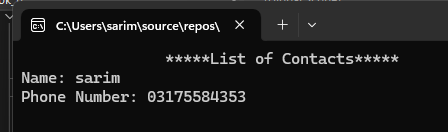 C:\Users\sarim\source\repos\
*****List of Contacts*****
Name: sarim
Phone Number: 03175584353